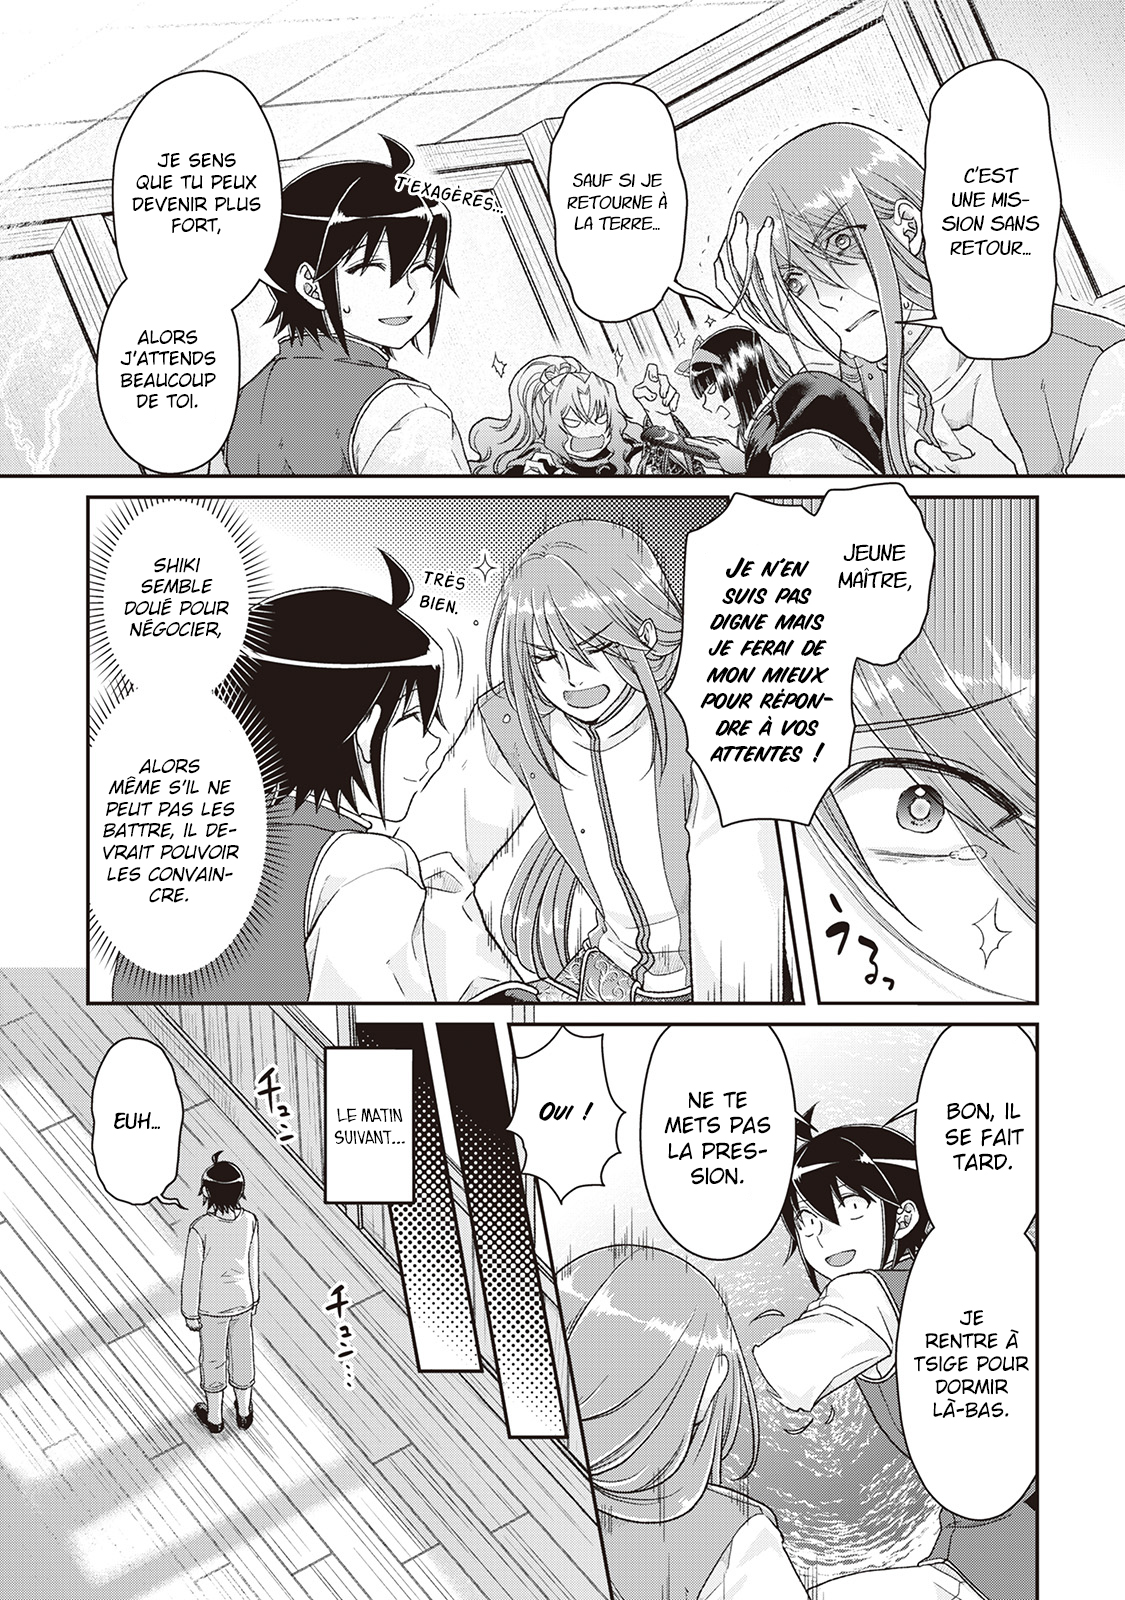 C'EST
UNE MIS-
SION SANS
RETOUR...
SAUF SI JE
RETOURNE À
LA TERRE...
T'EXAGÈRES...
JE SENS
QUE TU PEUX
DEVENIR PLUS
FORT,
ALORS
J'ATTENDS
BEAUCOUP
DE TOI.
JEUNE
MAÎTRE,
JE N'EN
SUIS PAS
DIGNE MAIS
JE FERAI DE
MON MIEUX
POUR RÉPON-
DRE À VOS
ATTENTES !
うるっ
TRÈS
BIEN.
SHIKI
SEMBLE
DOUÉ POUR
NÉGOCIER,
ALORS
MÊME S'IL NE
PEUT PAS LES
BATTRE, IL DE-
VRAIT POUVOIR
LES CONVAIN-
CRE.
BON, IL
SE FAIT
TARD.
JE
RENTRE À
TSIGE POUR
DORMIR
LÀ-BAS.
NE TE
METS PAS
LA PRES-
SION.
OUI !
LE MATIN
SUIVANT...
チュン
チュン…
EUH...